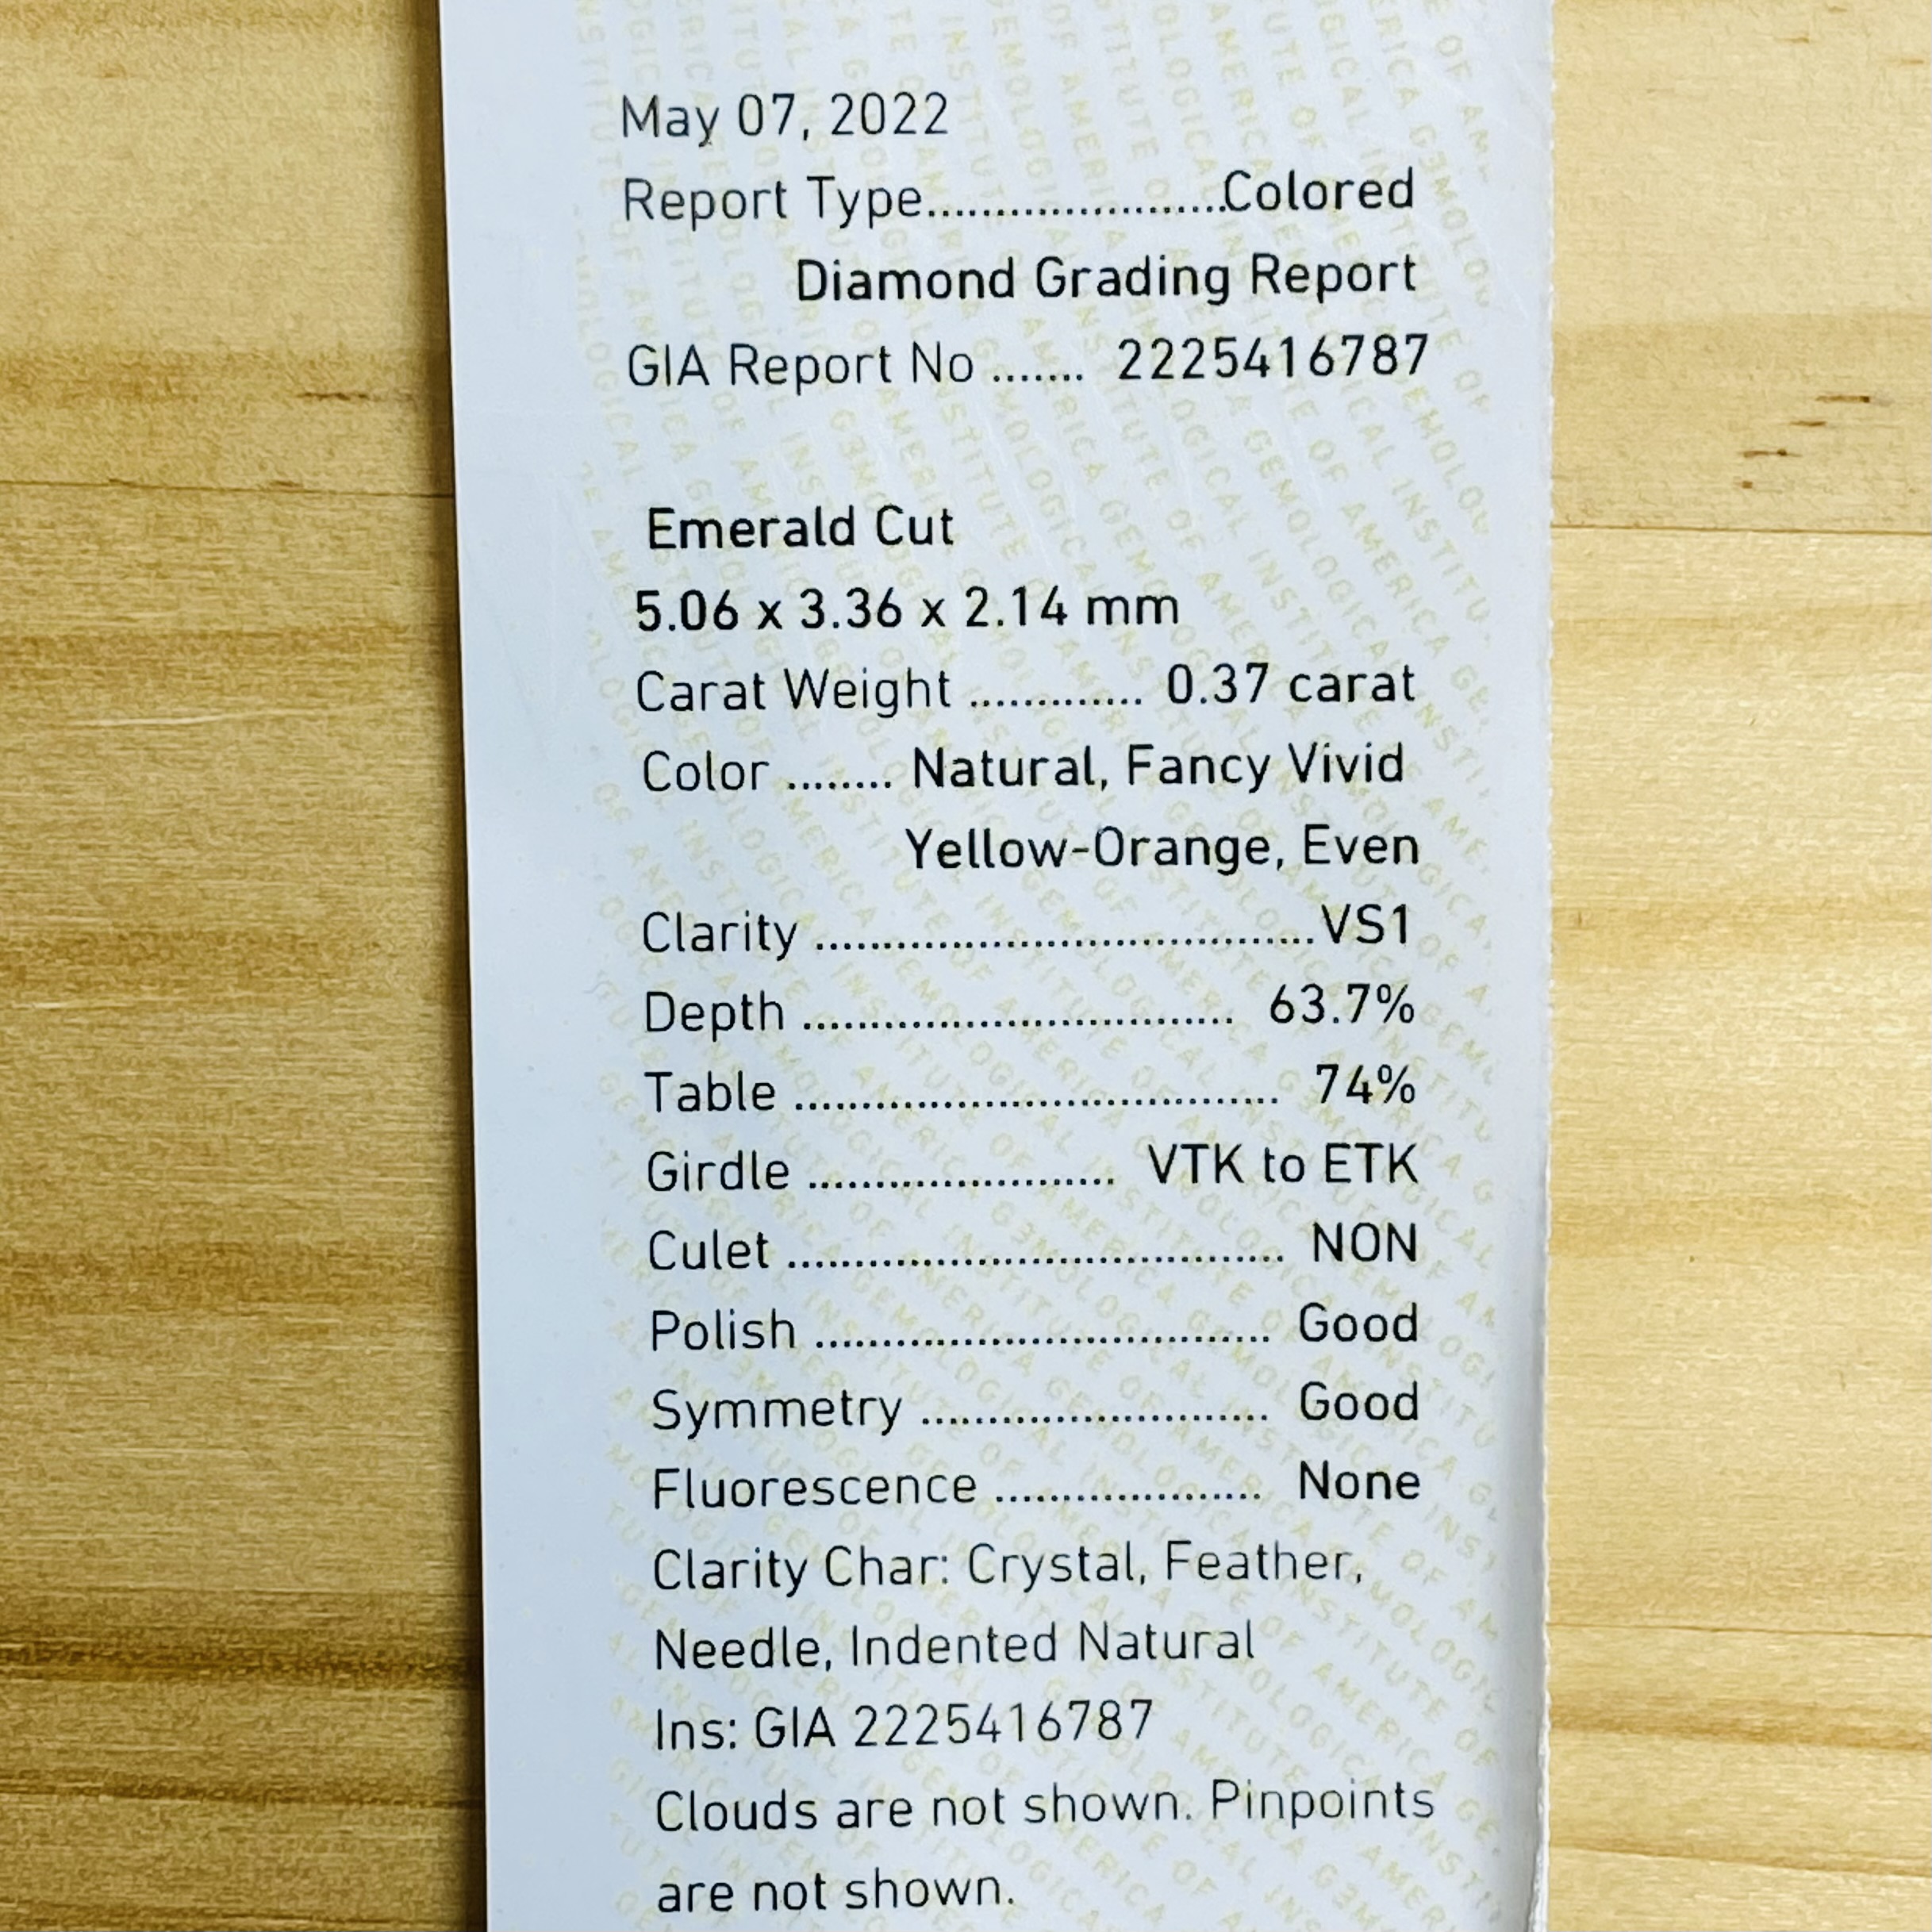 May 07, 2022
Report Type......................Colored
Diamond Grading Report
GIA Report No ....... 2225416787
Emerald Cut
5.06 x 3.36 x 2.14 mm
Carat Weight ............. 0.37 carat
Color ........ Natural, Fancy Vivid
Yellow-Orange, Even
Clarity .....................................VS1
Depth ................................ 63.7%
Table .................................... 74%
Girdle ....................... VTK to ETK
Culet ..................................... NON
Polish .................................. Good
Symmetry .......................... Good
Fluorescence .................... None
Clarity Char: Crystal, Feather,
Needle, Indented Natural
Ins: GIA 2225416787
Clouds are not shown. Pinpoints
are not shown.